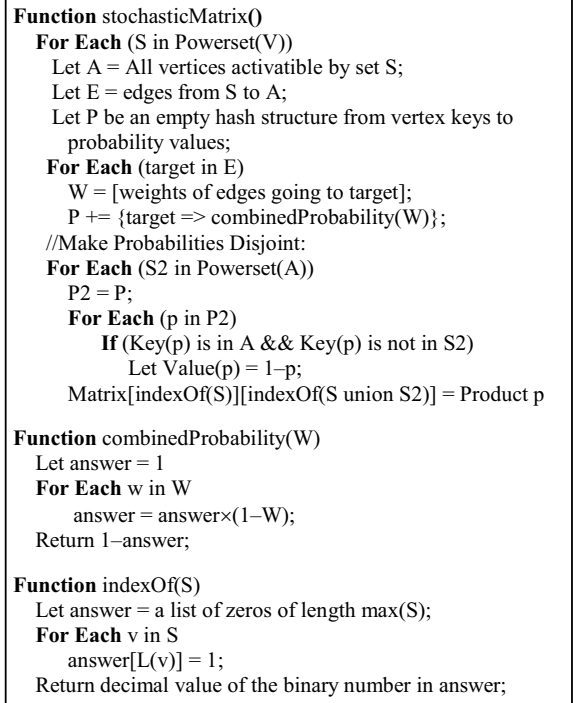 Function stochasticMatrix()
For Each (S in Powerset(V))
Let A = All vertices activatible by set S;
Let E = edges from S to A;
Let P be an empty hash structure from vertex keys to
probability values;
For Each (target in E)
W = [weights of edges going to target];
P += {target => combinedProbability(W)};
//Make Probabilities Disjoint:
For Each (S2 in Powerset(A))
P2 = P;
For Each (p in P2)
If (Key(p) is in A && Key(p) is not in S2)
Let Value(p) = 1–p;
Matrix[indexOf(S)][indexOf(S union S2)] = Product p
Function combinedProbability(W)
Let answer = 1
For Each w in W
answer = answer×(1–W);
Return 1–answer;
Function indexOf(S)
Let answer = a list of zeros of length max(S);
For Each v in S
answer[L(v)] = 1;
Return decimal value of the binary number in answer;